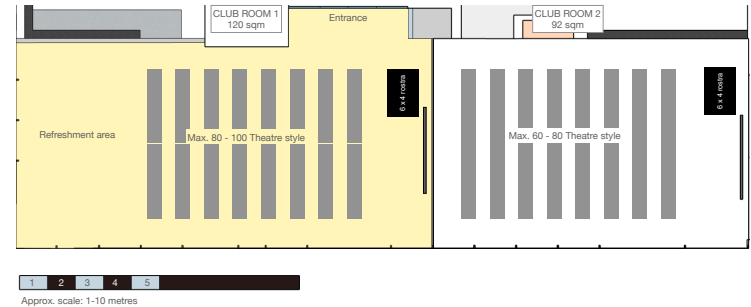 CLUB ROOM 1
120 sqm
Entrance
CLUB ROOM 2
92 sqm
6 x 4 rostra
6 x 4 rostra
Refreshment area
Max. 80 - 100 Theatre style
Max. 60 - 80 Theatre style
1 2 3 4 5
Approx. scale: 1-10 metres